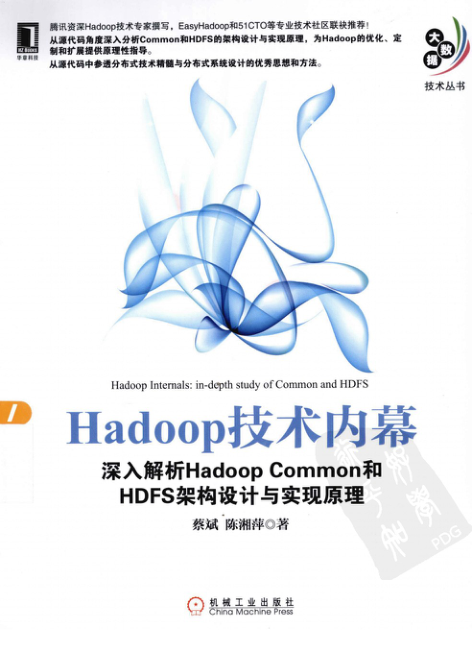 华章科技
腾讯资深Hadoop技术专家撰写，EasyHadoop和51CTO等专业技术社区联袂推荐！
从源代码角度深入分析Common和HDFS的架构设计与实现原理，为Hadoop的优化、定
制和扩展提供原理性指导。
从源代码中参透分布式技术精髓与分布式系统设计的优秀思想和方法。
大数据
技术丛书
Hadoop Internals: in-depth study of Common and HDFS
Hadoop技术内幕
深入解析Hadoop Common和
HDFS架构设计与实现原理
蔡斌 陈湘萍◎著
PDG
机械工业出版社
China Machine Press